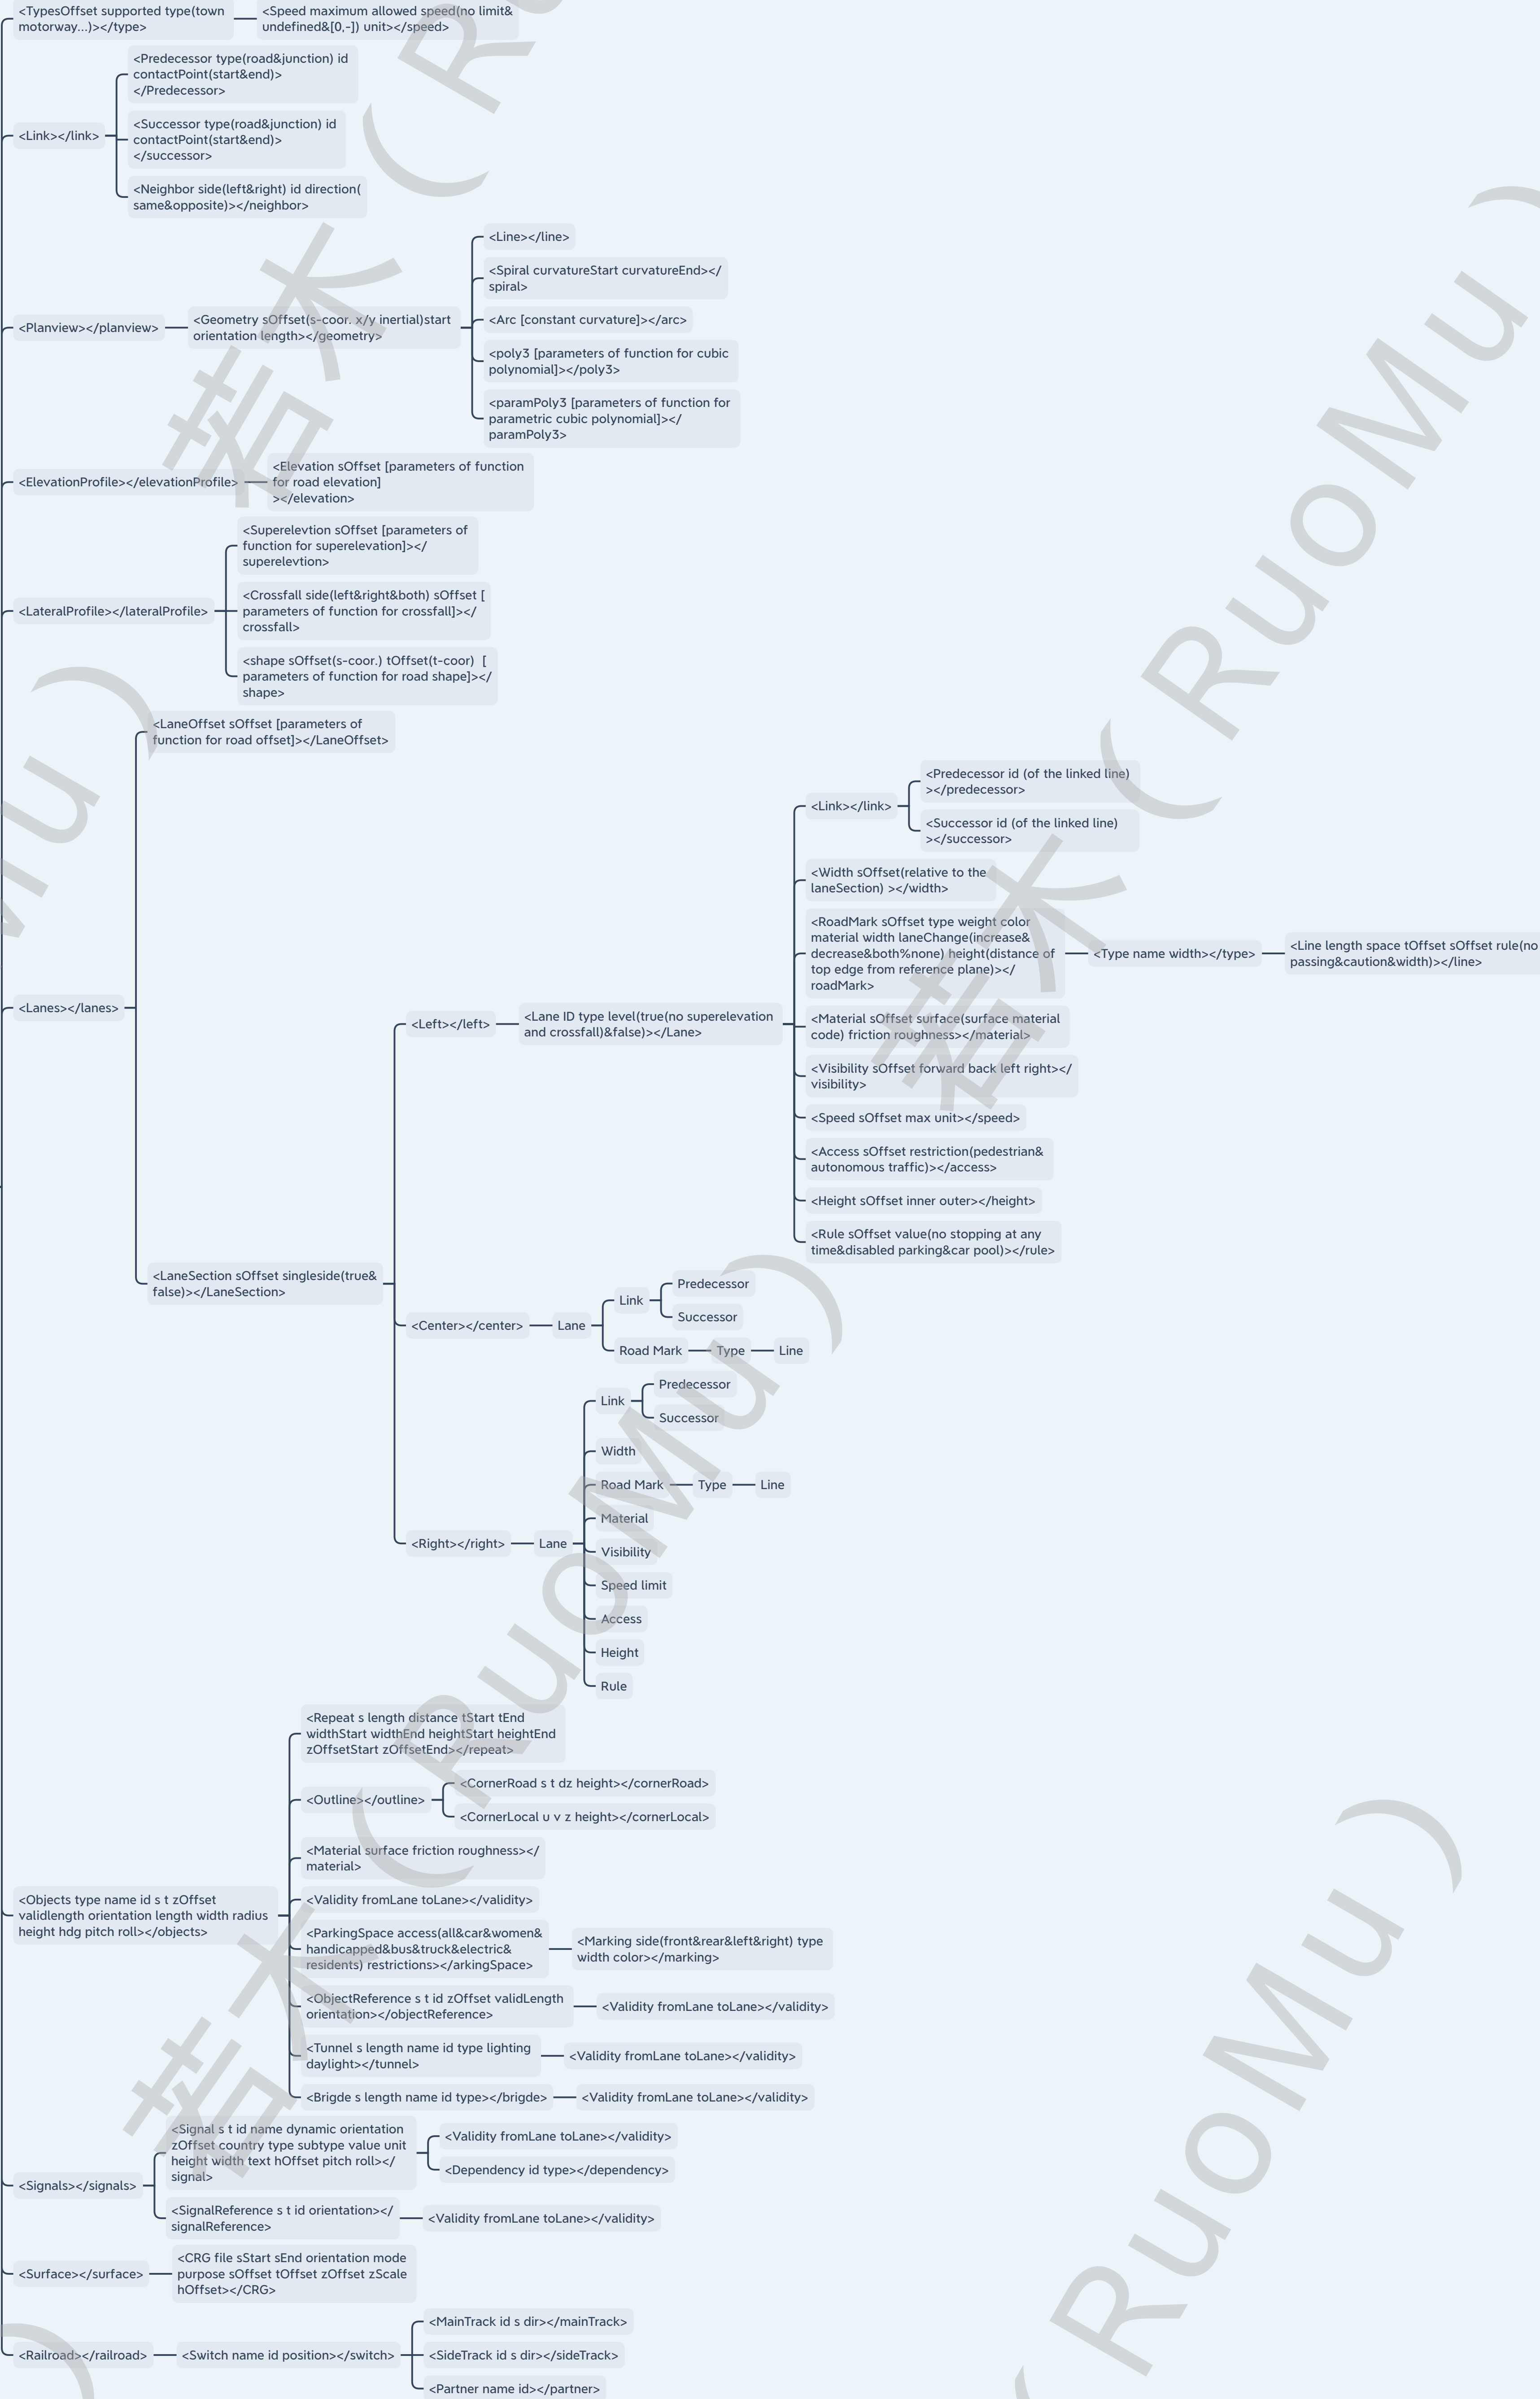 <TypesOffset supported type(town
motorway...)></type>
<Speed maximum allowed speed(no limit&
undefined&[0,-]) unit></speed>
<Link></link>
<Predecessor type(road&junction) id
contactPoint(start&end)>
</Predecessor>
<Successor type(road&junction) id
contactPoint(start&end)>
</successor>
<Neighbor side(left&right) id direction(
same&opposite)></neighbor>
<Planview></planview>
<Geometry sOffset(s-coor. x/y inertial)start
orientation length></geometry>
<Line></line>
<Spiral curvatureStart curvatureEnd></
spiral>
<Arc [constant curvature]></arc>
<poly3 [parameters of function for cubic
polynomial]></poly3>
<paramPoly3 [parameters of function for
parametric cubic polynomial]></
paramPoly3>
<ElevationProfile></elevationProfile>
<Elevation sOffset [parameters of function
for road elevation]
></elevation>
<LateralProfile></lateralProfile>
<Superelevtion sOffset [parameters of
function for superelevation]></
superelevtion>
<Crossfall side(left&right&both) sOffset [
parameters of function for crossfall]></
crossfall>
<shape sOffset(s-coor.) tOffset(t-coor)  [
parameters of function for road shape]></
shape>
<Lanes></lanes>
<LaneOffset sOffset [parameters of
function for road offset]></LaneOffset>
<LaneSection sOffset singleside(true&
false)></LaneSection>
<Left></left>
<Lane ID type level(true(no superelevation
and crossfall)&false)></Lane>
<Link></link>
<Predecessor id (of the linked line)
></predecessor>
<Successor id (of the linked line)
></successor>
<Width sOffset(relative to the
laneSection) ></width>
<RoadMark sOffset type weight color
material width laneChange(increase&
decrease&both%none) height(distance of
top edge from reference plane)></
roadMark>
<Type name width></type>
<Line length space tOffset sOffset rule(no
passing&caution&width)></line>
<Material sOffset surface(surface material
code) friction roughness></material>
<Visibility sOffset forward back left right></
visibility>
<Speed sOffset max unit></speed>
<Access sOffset restriction(pedestrian&
autonomous traffic)></access>
<Height sOffset inner outer></height>
<Rule sOffset value(no stopping at any
time&disabled parking&car pool)></rule>
<Center></center>
Lane
Link
Predecessor
Successor
Road Mark
Type
Line
<Right></right>
Lane
Link
Predecessor
Successor
Width
Road Mark
Type
Line
Material
Visibility
Speed limit
Access
Height
Rule
<Objects type name id s t zOffset
validlength orientation length width radius
height hdg pitch roll></objects>
<Repeat s length distance tStart tEnd
widthStart widthEnd heightStart heightEnd
zOffsetStart zOffsetEnd></repeat>
<Outline></outline>
<CornerRoad s t dz height></cornerRoad>
<CornerLocal u v z height></cornerLocal>
<Material surface friction roughness></
material>
<Validity fromLane toLane></validity>
<ParkingSpace access(all&car&women&
handicapped&bus&truck&electric&
residents) restrictions></arkingSpace>
<Marking side(front&rear&left&right) type
width color></marking>
<ObjectReference s t id zOffset validLength
orientation></objectReference>
<Validity fromLane toLane></validity>
<Tunnel s length name id type lighting
daylight></tunnel>
<Validity fromLane toLane></validity>
<Brigde s length name id type></brigde>
<Validity fromLane toLane></validity>
<Signals></signals>
<Signal s t id name dynamic orientation
zOffset country type subtype value unit
height width text hOffset pitch roll></
signal>
<Validity fromLane toLane></validity>
<Dependency id type></dependency>
<SignalReference s t id orientation></
signalReference>
<Validity fromLane toLane></validity>
<Surface></surface>
<CRG file sStart sEnd orientation mode
purpose sOffset tOffset zOffset zScale
hOffset></CRG>
<Railroad></railroad>
<Switch name id position></switch>
<MainTrack id s dir></mainTrack>
<SideTrack id s dir></sideTrack>
<Partner name id></partner>
若木（Ru
若木（RuoMu）
若木（RuoMu）
Mu）
（RuoMu）
）